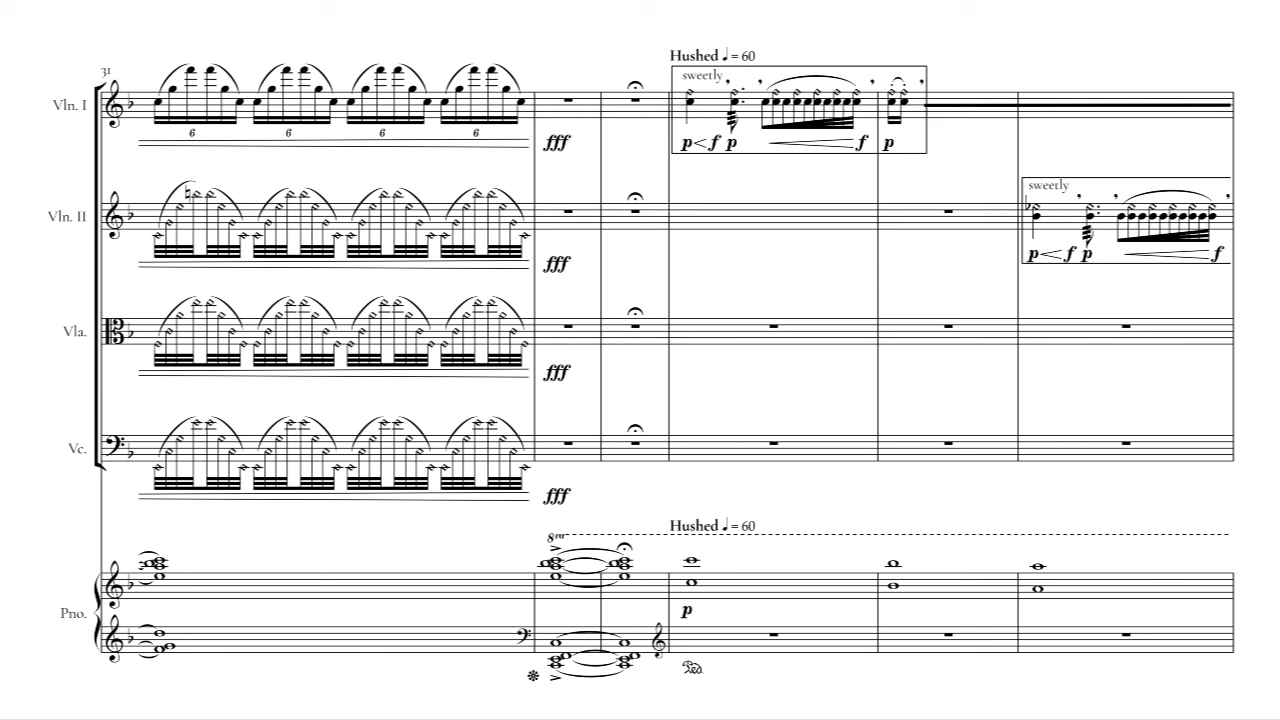 Hushed ♩ = 60
31
sweetly
Vln. I
6 6 6 6
fff p f p f p
sweetly
Vln. II
fff p f p f
Vla.
fff
Vc.
fff
Hushed ♩ = 60
8va
Pno.
p
Ped